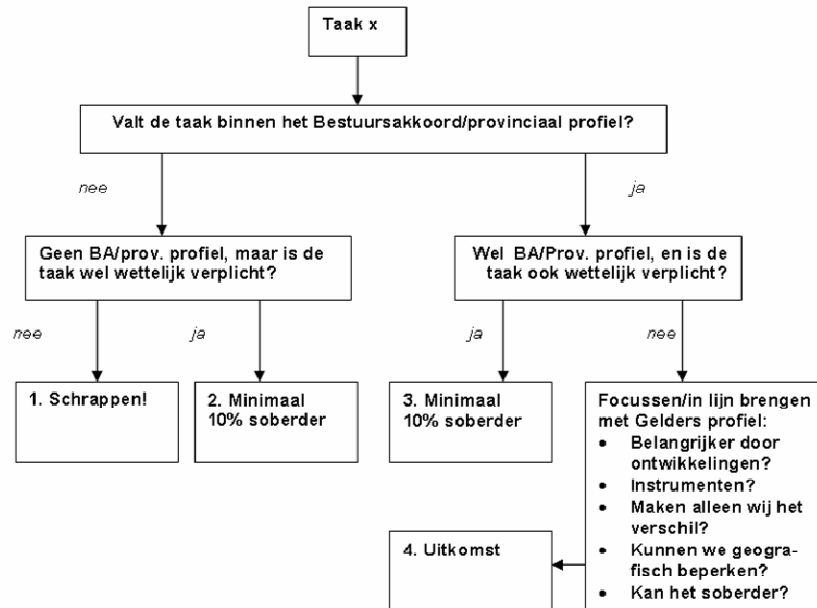 Taak x
Valt de taak binnen het Bestuursakkoord/provinciaal profiel?
nee
ja
Geen BA/prov. profiel, maar is de
taak wel wettelijk verplicht?
Wel BA/Prov. profiel, en is de
taak ook wettelijk verplicht?
nee
ja
ja
nee
1. Schrappen!
2. Minimaal
10% soberder
3. Minimaal
10% soberder
Focussen/in lijn brengen
met Gelders profiel:
• Belangrijker door
ontwikkelingen?
• Instrumenten?
• Maken alleen wij het
verschil?
• Kunnen we geogra-
fisch beperken?
• Kan het soberder?
4. Uitkomst